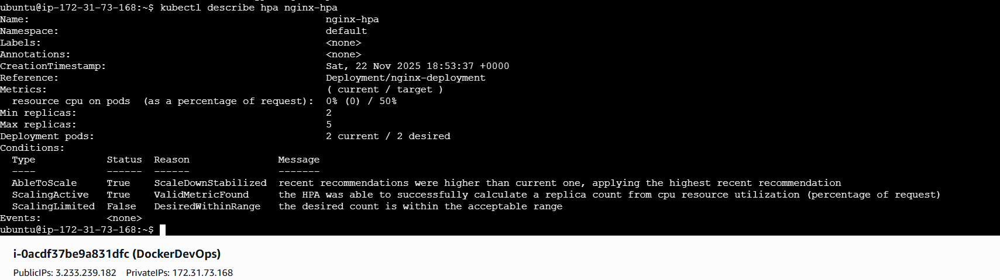 ubuntu@ip-172-31-73-168:~$ kubectl describe hpa nginx-hpa
Name:                                                  nginx-hpa
Namespace:                                             default
Labels:                                                <none>
Annotations:                                           <none>
CreationTimestamp:                                     Sat, 22 Nov 2025 18:53:37 +0000
Reference:                                             Deployment/nginx-deployment
Metrics:                                               ( current / target )
  resource cpu on pods  (as a percentage of request):  0% (0) / 50%
Min replicas:                                          2
Max replicas:                                          5
Deployment pods:                                       2 current / 2 desired
Conditions:
  Type            Status  Reason               Message
  ----            ------  ------               -------
  AbleToScale     True    ScaleDownStabilized  recent recommendations were higher than current one, applying the highest recent recommendation
  ScalingActive   True    ValidMetricFound     the HPA was able to successfully calculate a replica count from cpu resource utilization (percentage of request)
  ScalingLimited  False   DesiredWithinRange   the desired count is within the acceptable range
Events:           <none>
ubuntu@ip-172-31-73-168:~$
i-0acdf37be9a831dfc (DockerDevOps)
PublicIPs: 3.233.239.182    PrivateIPs: 172.31.73.168